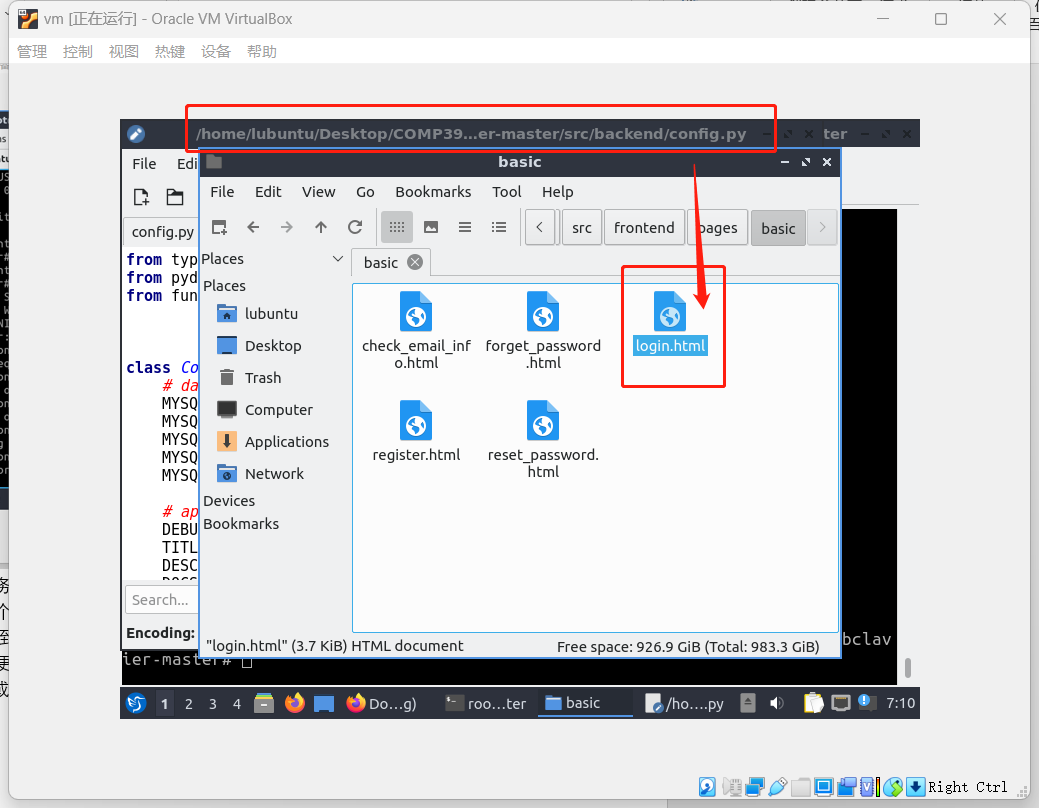 vm [正在运行] - Oracle VM VirtualBox
管理 控制 视图 热键 设备 帮助
/home/lubuntu/Desktop/COMP39...er-master/src/backend/config.py
ter
File Edi
basic
File Edit View Go Bookmarks Tool Help
src frontend pages basic
config.py
Places
basic
Places
lubuntu
Desktop
Trash
Computer
Applications
Network
Devices
Bookmarks
from typ
from pyd
from fun
class Co
# da
MYSQ
MYSQ
MYSQ
MYSQ
MYSQ
# ap
DEBU
TITL
DESC
Search...
Encoding:
check_email_inf
o.html
forget_password
.html
login.html
register.html
reset_password.
html
"login.html" (3.7 KiB) HTML document
Free space: 926.9 GiB (Total: 983.3 GiB)
bclav
ier-master#
1 2 3 4
Do...g)
roo...ter
basic
/ho....py
7:10
Right Ctrl